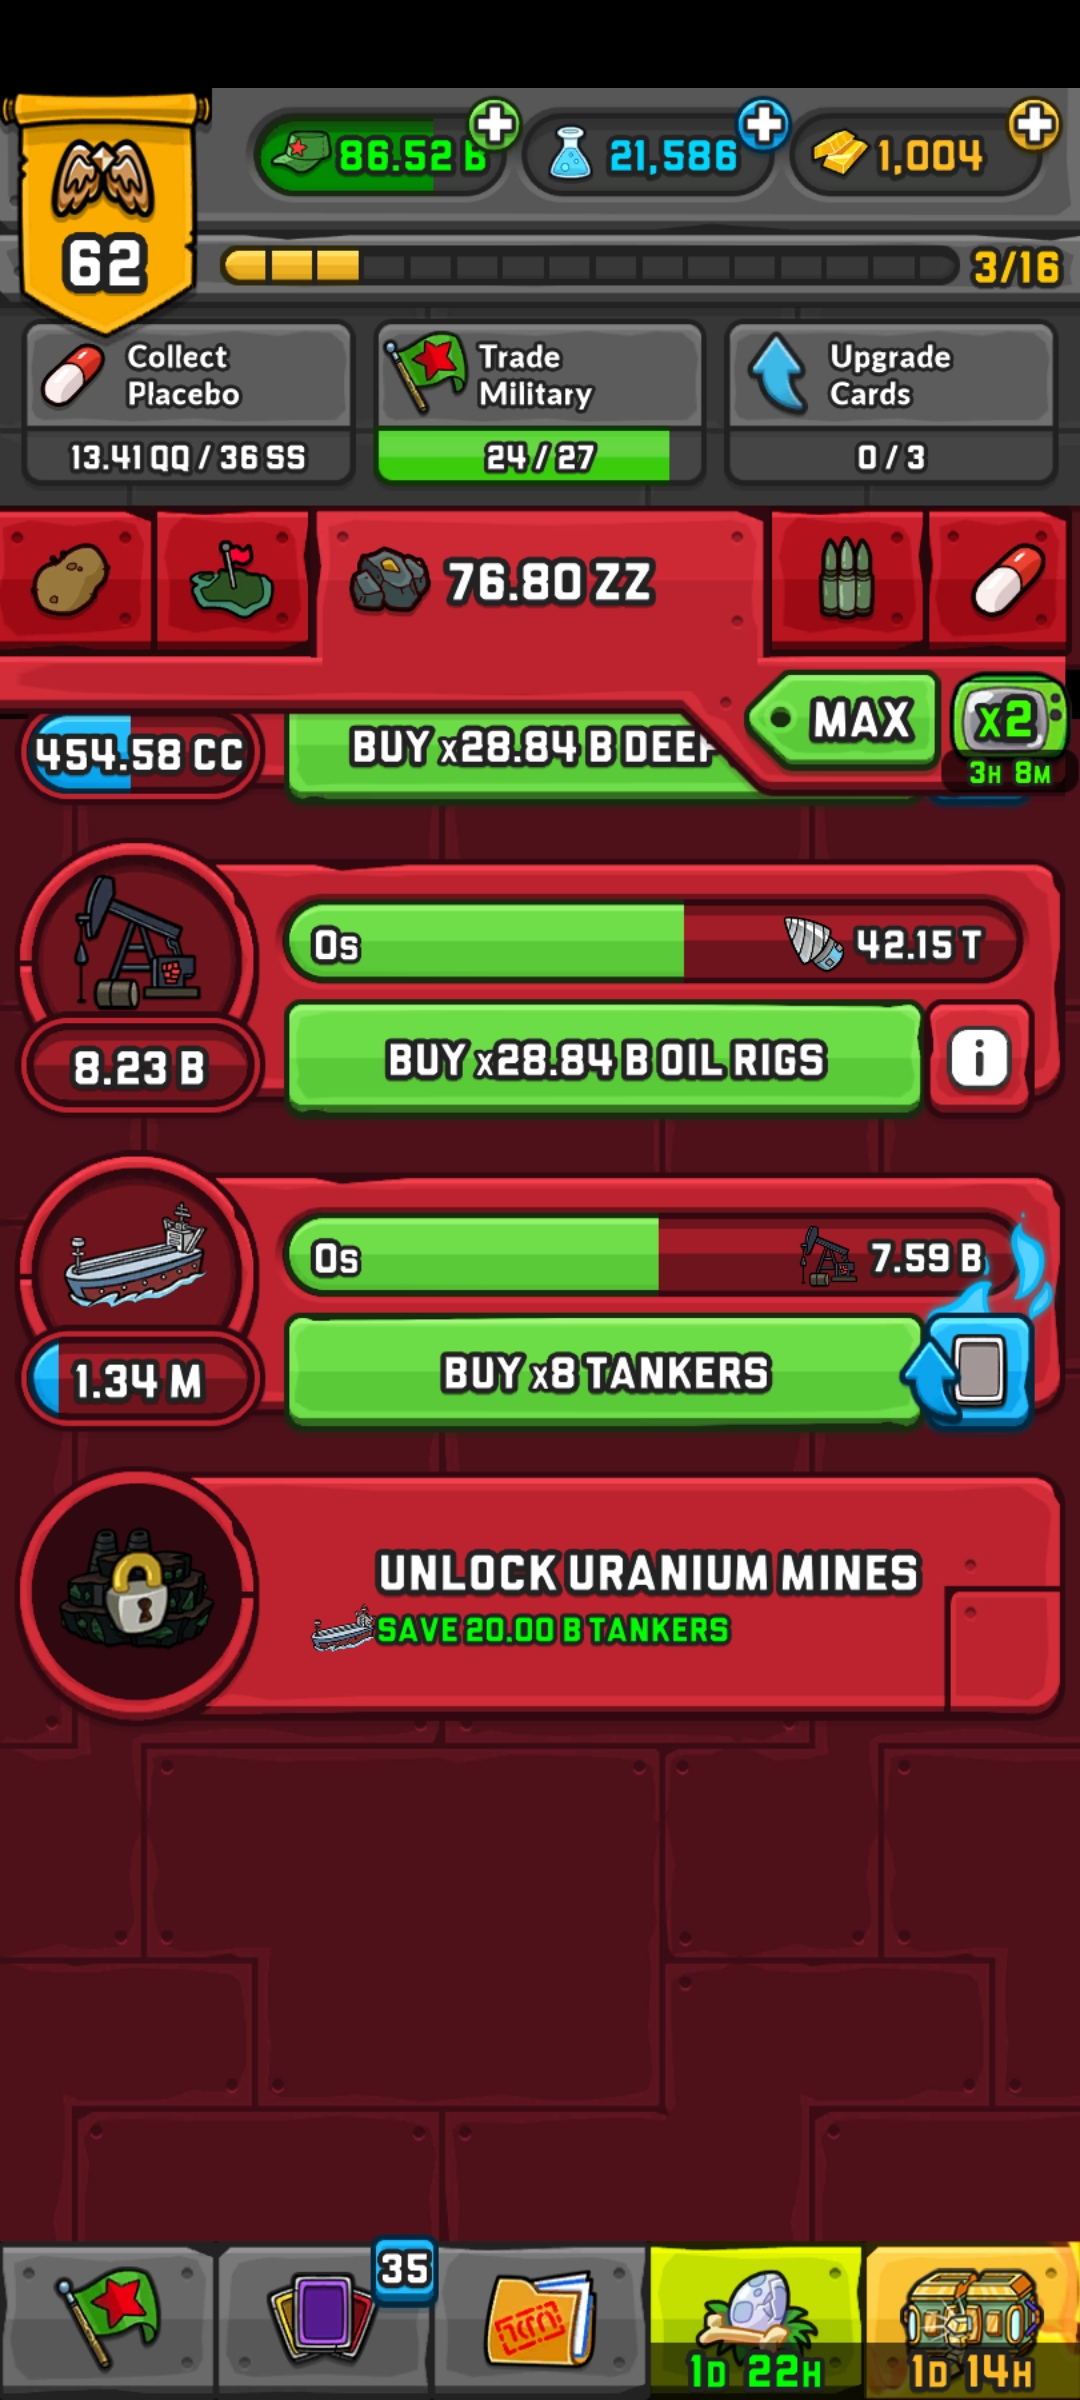 86.52 B
21,586
1,004
62
3/16
Collect
Placebo
13.41 QQ / 36 SS
Trade
Military
24 / 27
Upgrade
Cards
0 / 3
76.80 ZZ
MAX
x2
3H 8M
454.58 CC
BUY x28.84 B
0s
42.15 T
8.23 B
BUY x28.84 B OIL RIGS
i
0s
7.59 B
1.34 M
BUY x8 TANKERS
UNLOCK URANIUM MINES
SAVE 20.00 B TANKERS
35
1D 22H
1D 14H